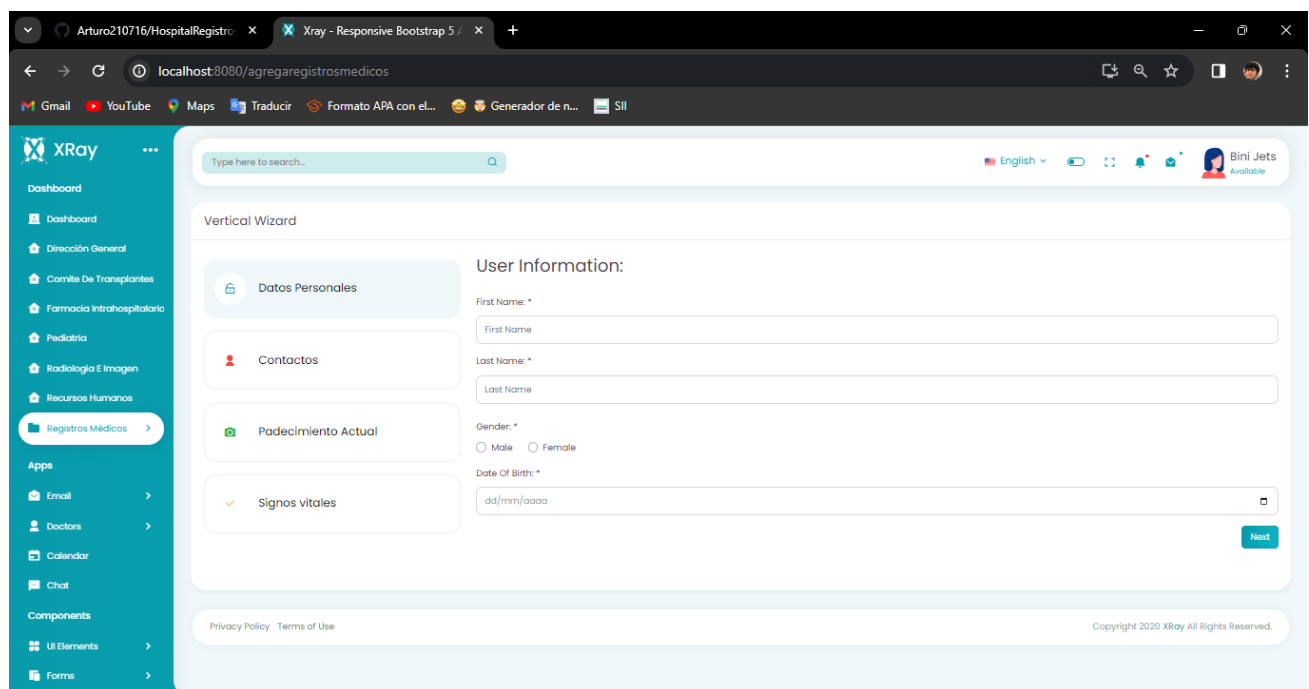 Arturo210716/HospitalRegistro
Xray - Responsive Bootstrap 5 A
localhost:8080/agregaregistrosmedicos
Gmail YouTube Maps Traducir Formato APA con el... Generador de n... SII
XRay
Type here to search...
English
Bini Jets
Available
Dashboard
Dashboard
Dirección General
Comite De Transplantes
Farmacia Intrahospitalaria
Pediatria
Radiologia E Imagen
Recursos Humanos
Registros Médicos
Apps
Email
Doctors
Calendar
Chat
Components
UI Elements
Forms
Vertical Wizard
Datos Personales
Contactos
Padecimiento Actual
Signos vitales
User Information:
First Name: *
First Name
Last Name: *
Last Name
Gender: *
Male Female
Date Of Birth: *
dd/mm/aaaa
Next
Privacy Policy Terms of Use
Copyright 2020 XRay All Rights Reserved.